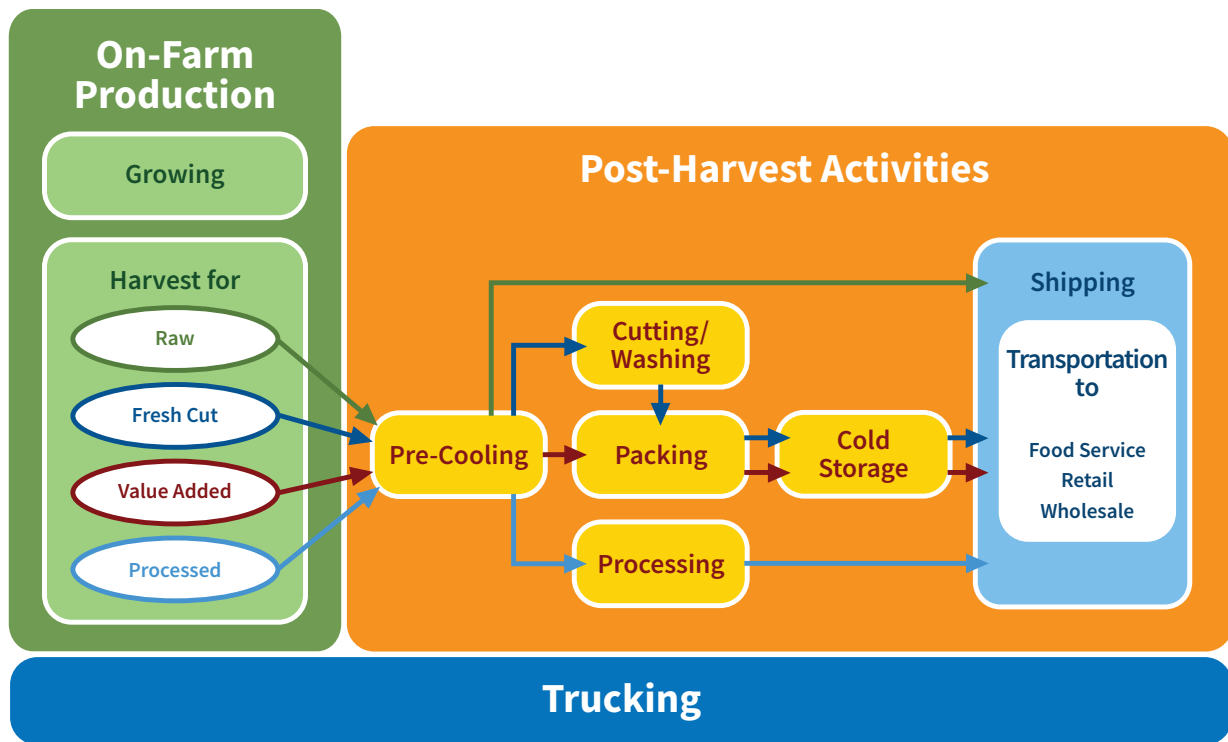 On-Farm
Production
Growing
Harvest for
Raw
Fresh Cut
Value Added
Processed
Post-Harvest Activities
Pre-Cooling
Cutting/
Washing
Packing
Processing
Cold
Storage
Shipping
Transportation
to
Food Service
Retail
Wholesale
Trucking